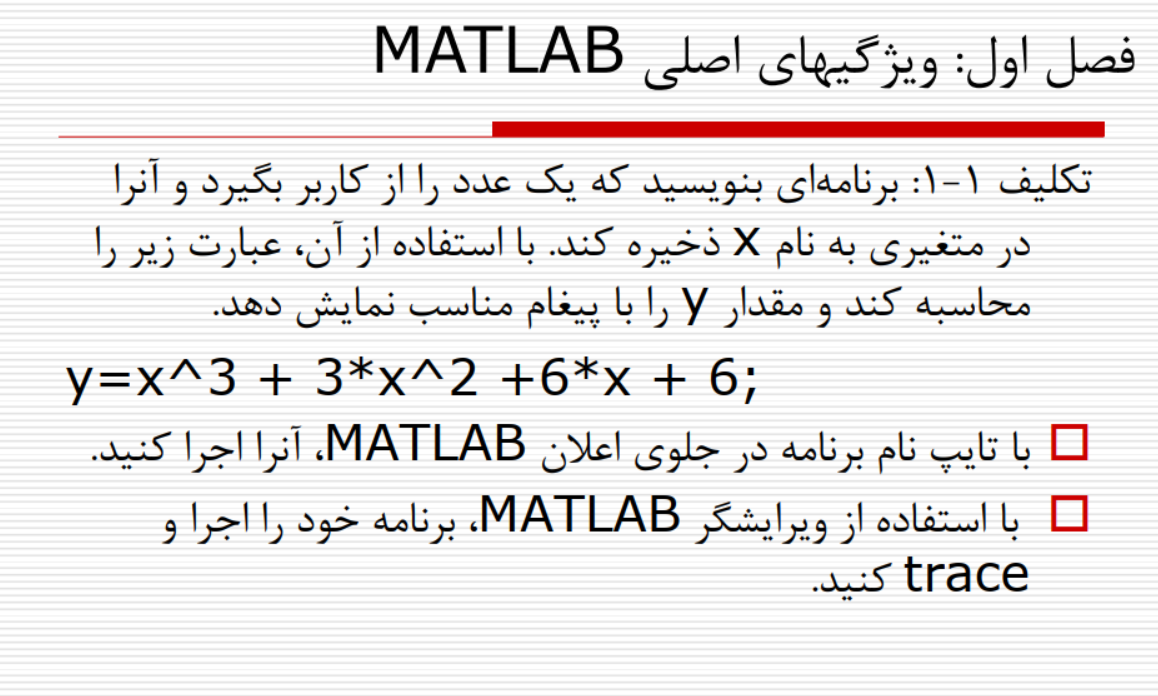 فصل اول: ویژگیهای اصلی MATLAB
تکلیف ۱-۱: برنامه‌ای بنویسید که یک عدد را از کاربر بگیرد و آنرا
در متغیری به نام x ذخیره کند. با استفاده از آن، عبارت زیر را
محاسبه کند و مقدار y را با پیغام مناسب نمایش دهد.
y=x^3 + 3*x^2 +6*x + 6;
با تایپ نام برنامه در جلوی اعلان MATLAB، آنرا اجرا کنید.
با استفاده از ویرایشگر MATLAB، برنامه خود را اجرا و
trace کنید.